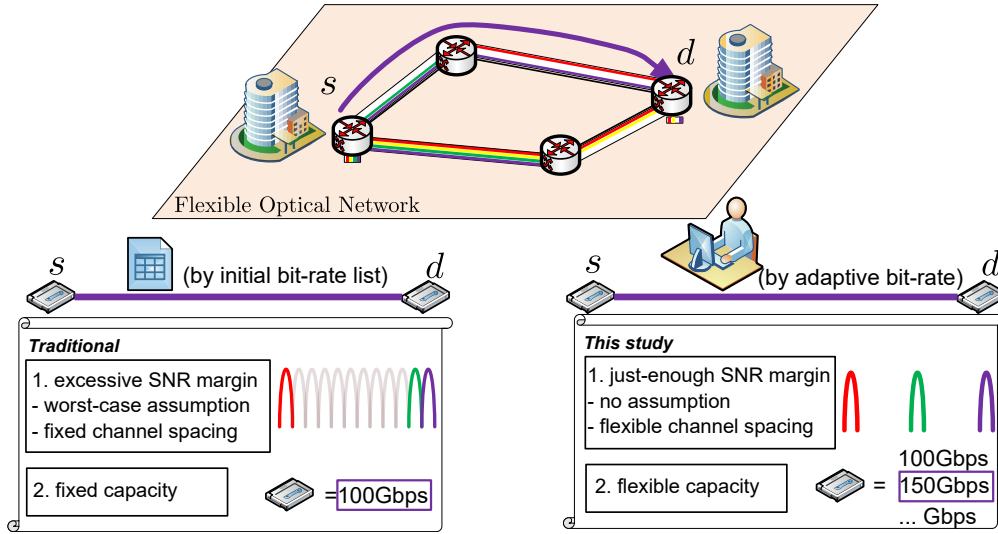 s
d
Flexible Optical Network
s
(by initial bit-rate list)
d
Traditional
1. excessive SNR margin
- worst-case assumption
- fixed channel spacing
2. fixed capacity
=100Gbps
s
(by adaptive bit-rate)
d
This study
1. just-enough SNR margin
- no assumption
- flexible channel spacing
2. flexible capacity
100Gbps
= 150Gbps
... Gbps